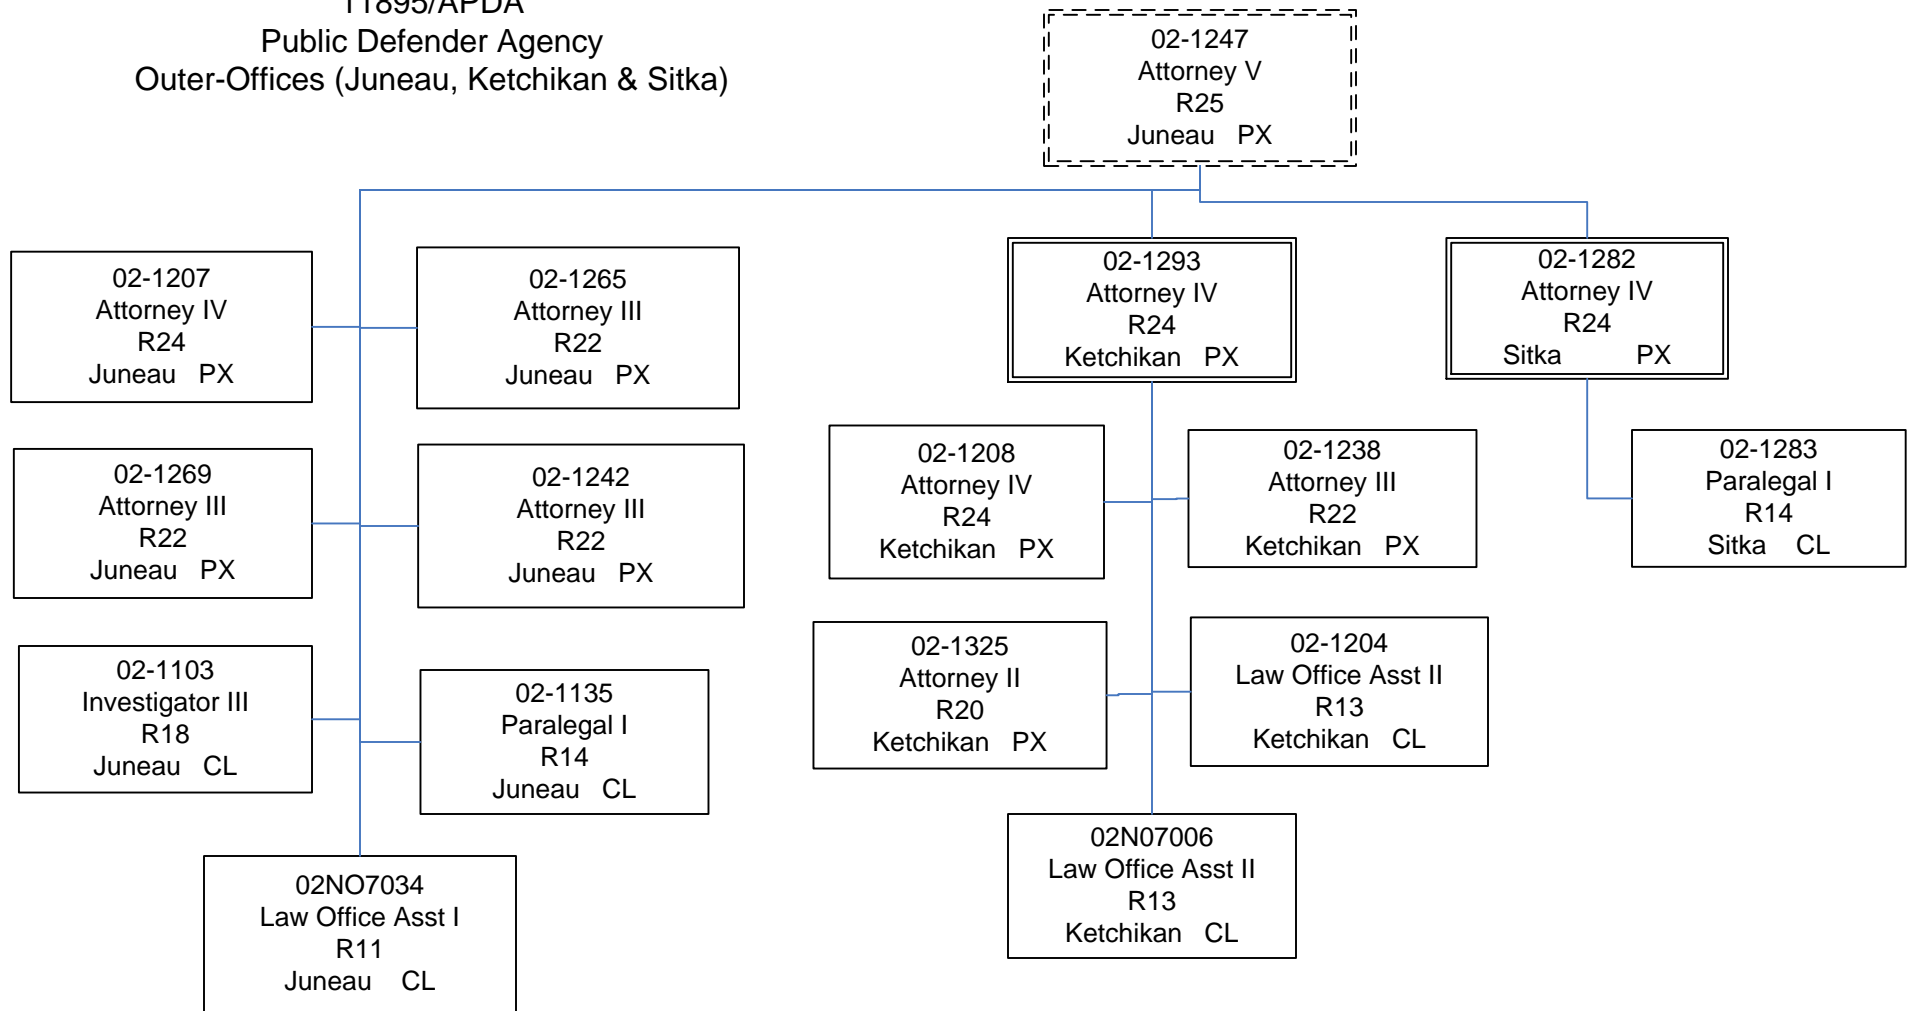 11895/APDA
Public Defender Agency
Outer-Offices (Juneau, Ketchikan & Sitka)
02-1247
Attorney V
R25
Juneau PX
02-1207
Attorney IV
R24
Juneau PX
02-1265
Attorney III
R22
Juneau PX
02-1293
Attorney IV
R24
Ketchikan PX
02-1282
Attorney IV
R24
Sitka PX
02-1269
Attorney III
R22
Juneau PX
02-1242
Attorney III
R22
Juneau PX
02-1208
Attorney IV
R24
Ketchikan PX
02-1238
Attorney III
R22
Ketchikan PX
02-1283
Paralegal I
R14
Sitka CL
02-1103
Investigator III
R18
Juneau CL
02-1135
Paralegal I
R14
Juneau CL
02-1325
Attorney II
R20
Ketchikan PX
02-1204
Law Office Asst II
R13
Ketchikan CL
02NO7034
Law Office Asst I
R11
Juneau CL
02N07006
Law Office Asst II
R13
Ketchikan CL